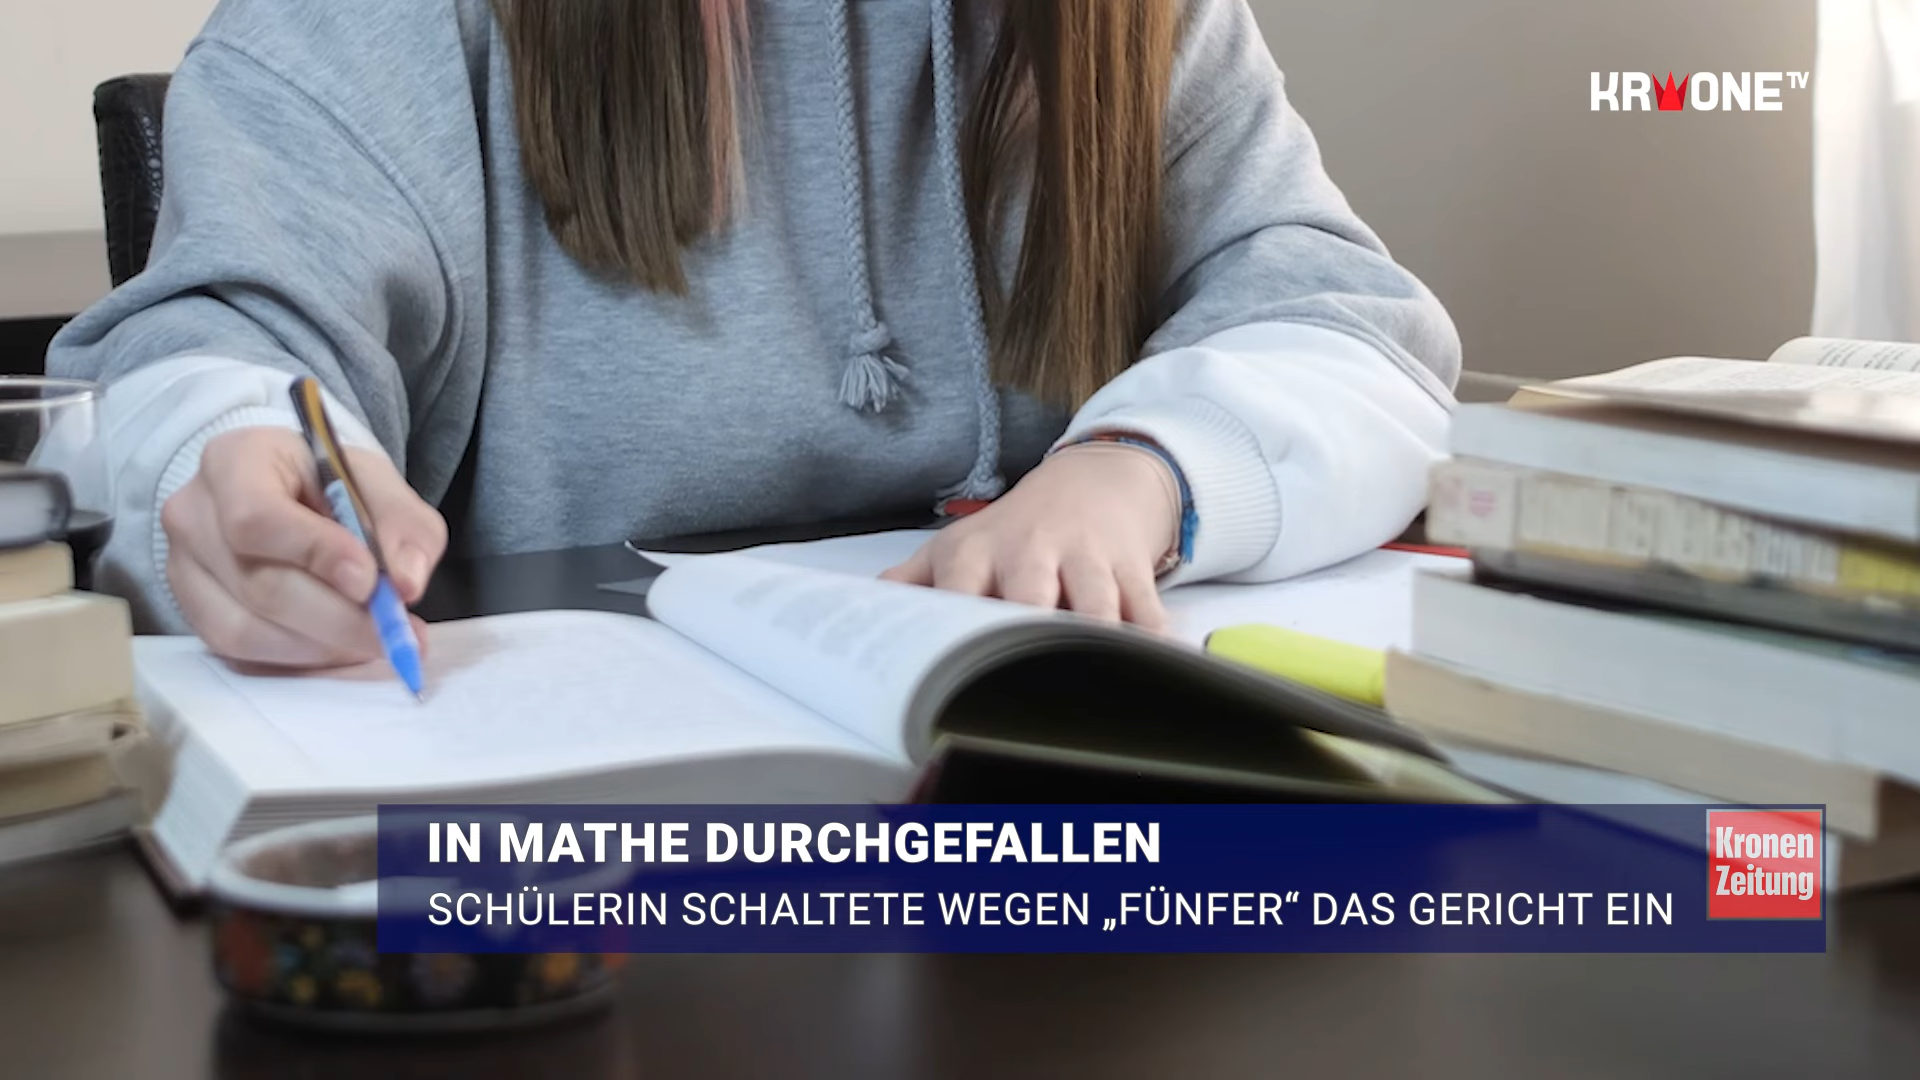 KRONE TV
IN MATHE DURCHGEFALLEN
SCHÜLERIN SCHALTETE WEGEN „FÜNFER“ DAS GERICHT EIN
Kronen
Zeitung